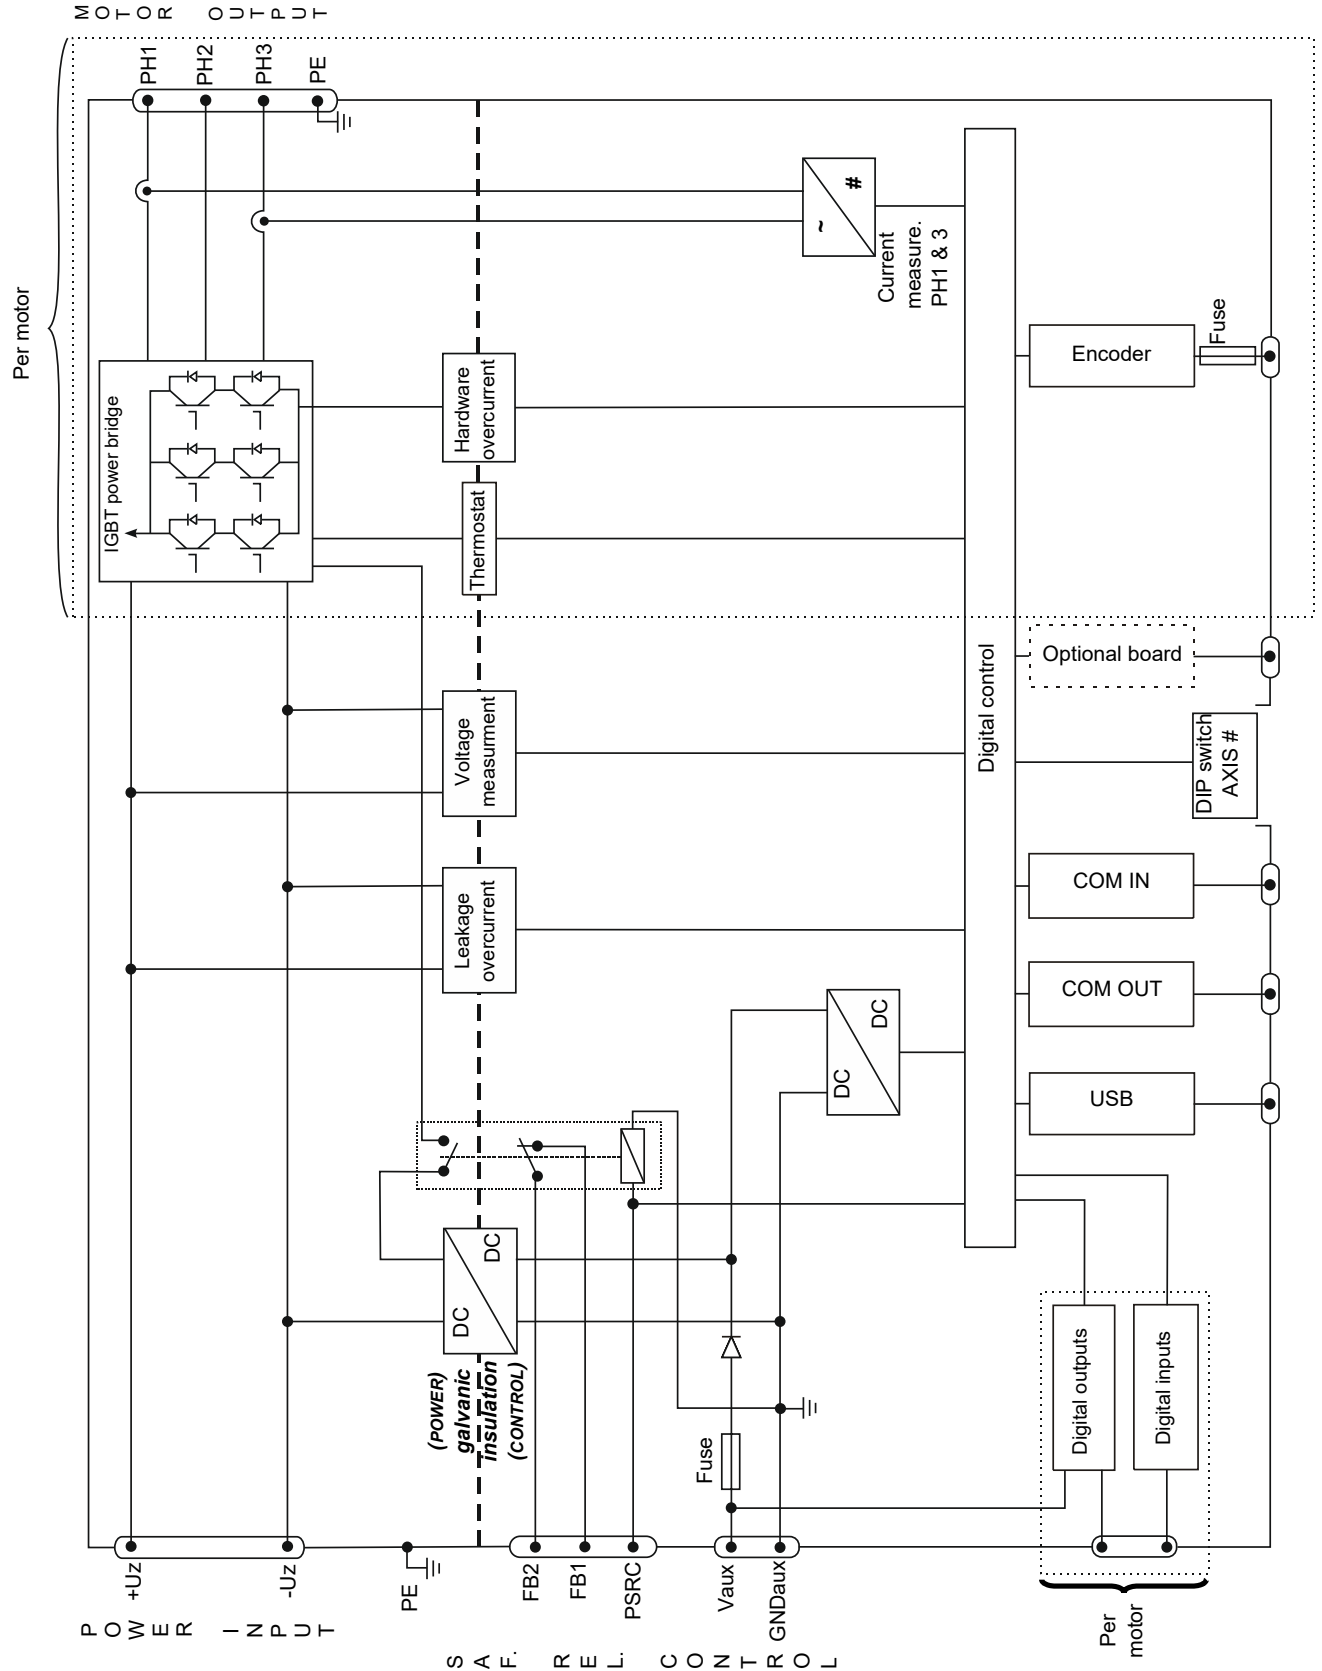 MOTOR OUTPUT
PH1
PH2
PH3
PE
Per motor
IGBT power bridge
~
#
Current
measure.
PH1 & 3
Hardware
overcurrent
Thermostat
Encoder
Fuse
Optional board
Voltage
measurment
Digital control
DIP switch
AXIS #
Leakage
overcurrent
COM IN
COM OUT
USB
DC
DC
DC
DC
(POWER)
galvanic
insulation
(CONTROL)
Fuse
Digital outputs
Digital inputs
+Uz
-Uz
PE
FB2
FB1
PSRC
Vaux
GNDaux
Per
motor
POWER INPUT
SAF. REL. CONTROL